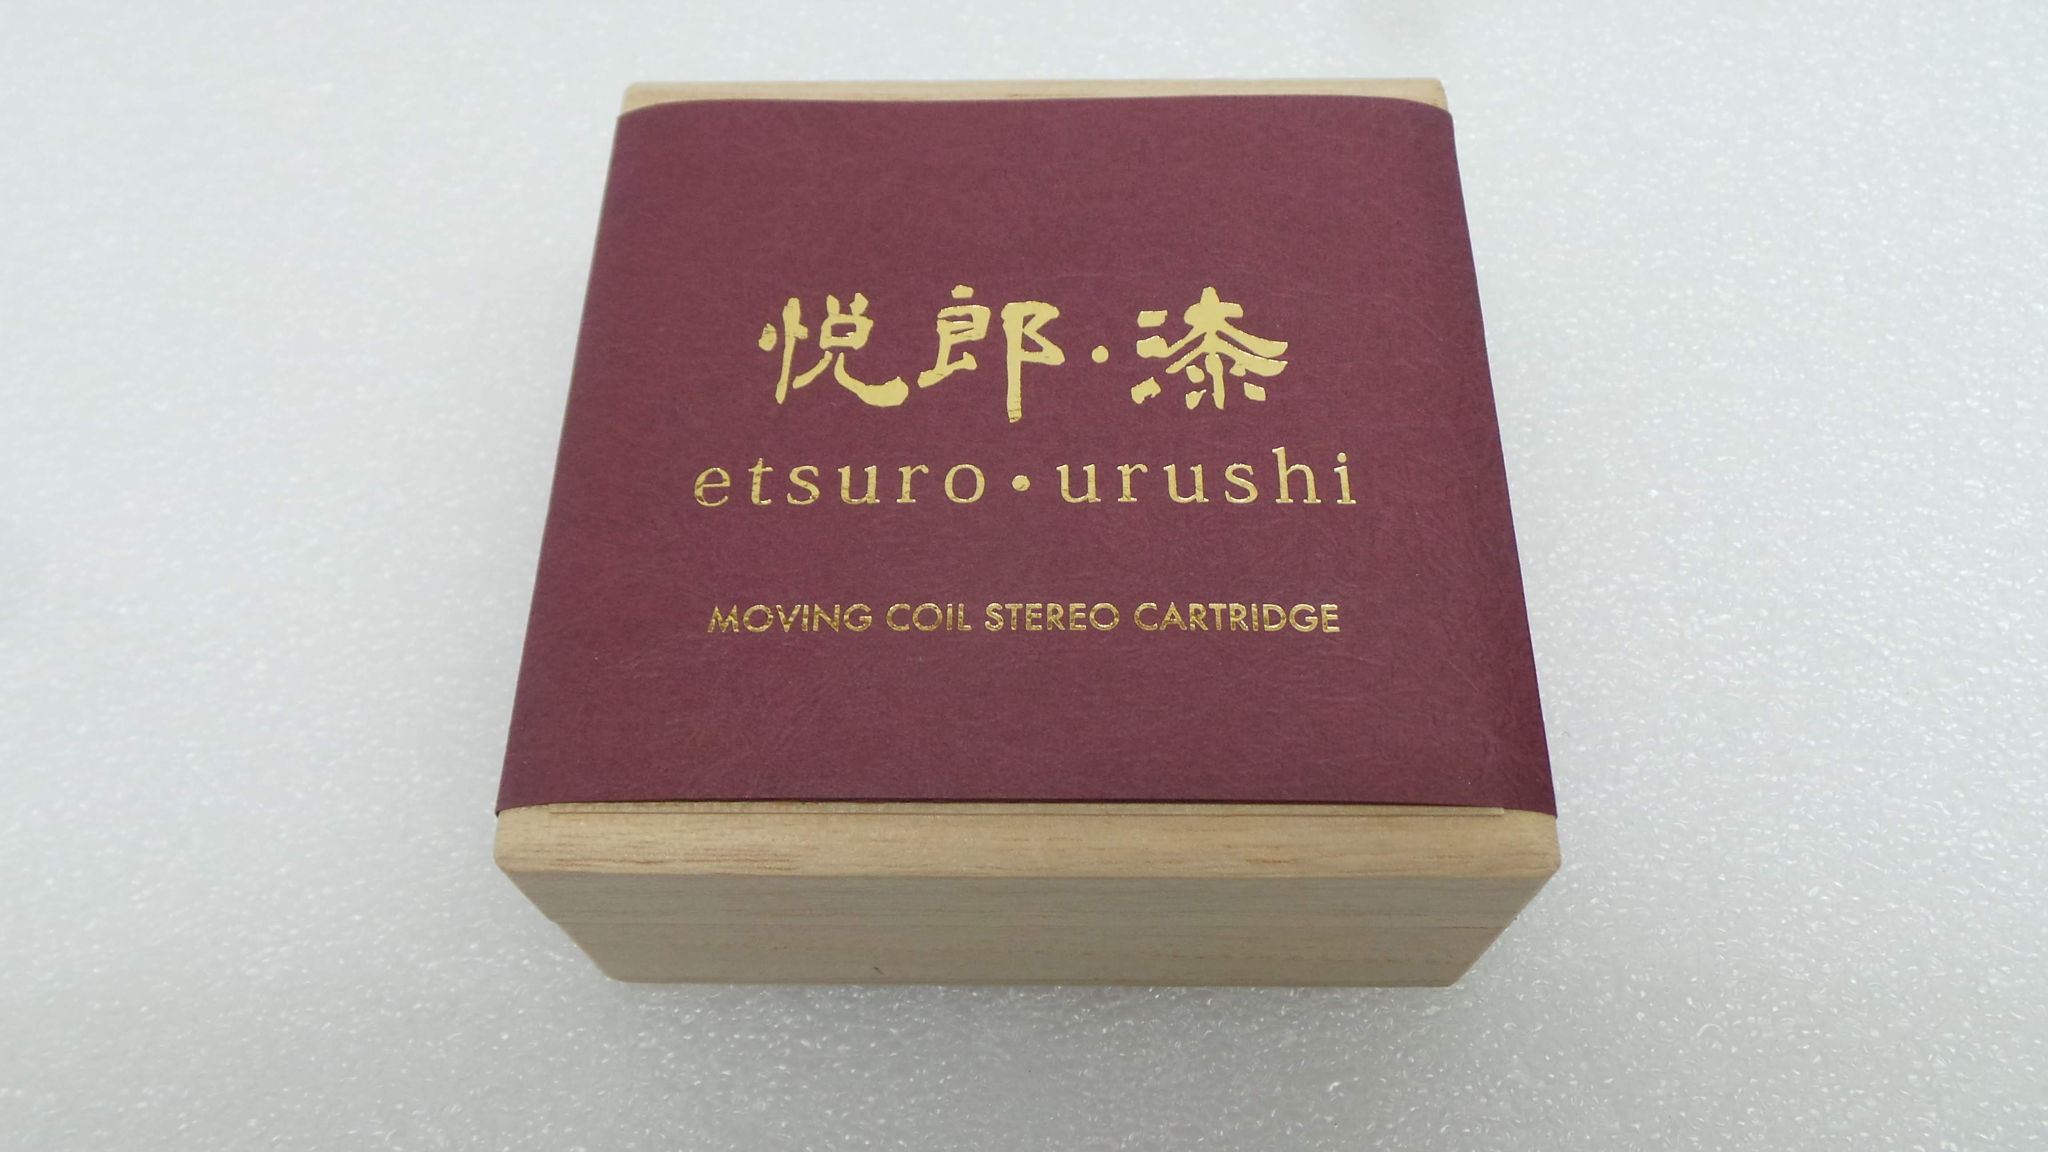 悦郎・漆
etsuro・urushi
MOVING COIL STEREO CARTRIDGE